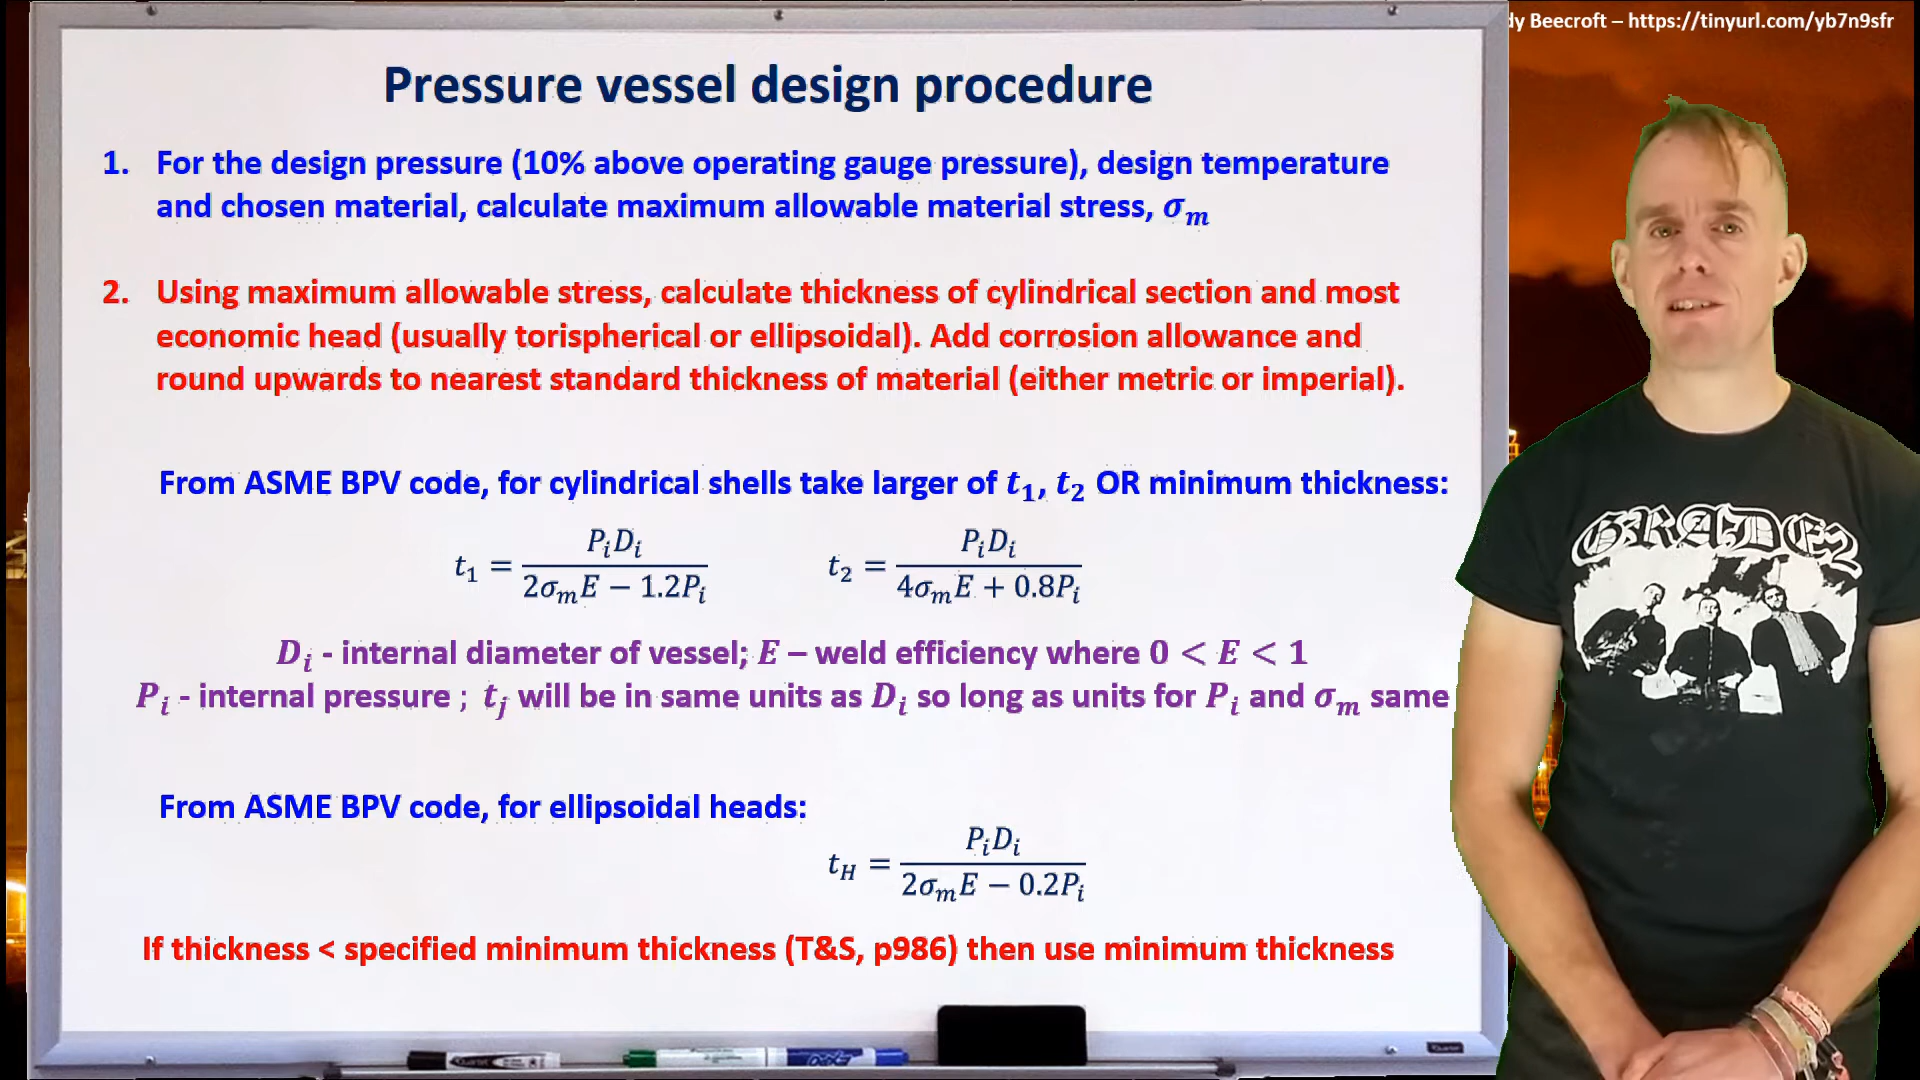 dy Beecroft – https://tinyurl.com/yb7n9sfr
Pressure vessel design procedure
1. For the design pressure (10% above operating gauge pressure), design temperature
and chosen material, calculate maximum allowable material stress, σₘ
2. Using maximum allowable stress, calculate thickness of cylindrical section and most
economic head (usually torispherical or ellipsoidal). Add corrosion allowance and
round upwards to nearest standard thickness of material (either metric or imperial).
From ASME BPV code, for cylindrical shells take larger of t₁, t₂ OR minimum thickness:
t₁ = PᵢDᵢ / (2σₘE − 1.2Pᵢ) t₂ = PᵢDᵢ / (4σₘE + 0.8Pᵢ)
Dᵢ - internal diameter of vessel; E – weld efficiency where 0 < E < 1
Pᵢ - internal pressure ; tⱼ will be in same units as Dᵢ so long as units for Pᵢ and σₘ same
From ASME BPV code, for ellipsoidal heads:
t_H = PᵢDᵢ / (2σₘE − 0.2Pᵢ)
If thickness < specified minimum thickness (T&S, p986) then use minimum thickness
GRADE 2